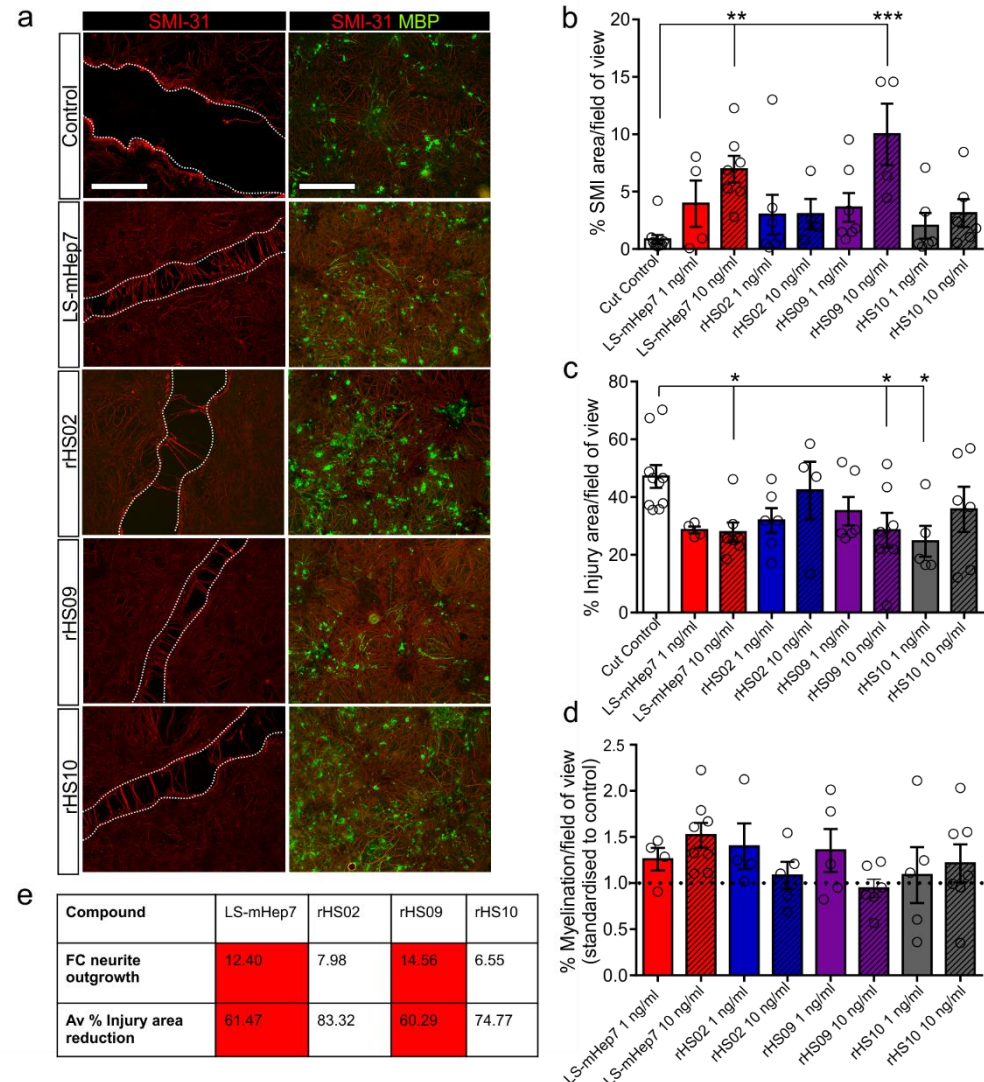 a
SMI-31
SMI-31 MBP
Control
LS-mHep7
rHS02
rHS09
rHS10
b
** ***
% SMI area/field of view
20
15
10
5
0
Cut Control
LS-mHep7 1 ng/ml
LS-mHep7 10 ng/ml
rHS02 1 ng/ml
rHS02 10 ng/ml
rHS09 1 ng/ml
rHS09 10 ng/ml
rHS10 1 ng/ml
rHS10 10 ng/ml
c
* * *
% Injury area/field of view
80
60
40
20
0
Cut Control
LS-mHep7 1 ng/ml
LS-mHep7 10 ng/ml
rHS02 1 ng/ml
rHS02 10 ng/ml
rHS09 1 ng/ml
rHS09 10 ng/ml
rHS10 1 ng/ml
rHS10 10 ng/ml
d
% Myelination/field of view
(standardised to control)
2.5
2.0
1.5
1.0
0.5
0.0
LS-mHep7 1 ng/ml
LS-mHep7 10 ng/ml
rHS02 1 ng/ml
rHS02 10 ng/ml
rHS09 1 ng/ml
rHS09 10 ng/ml
rHS10 1 ng/ml
rHS10 10 ng/ml
e
Compound LS-mHep7 rHS02 rHS09 rHS10
FC neurite 12.40 7.98 14.56 6.55
outgrowth
Av % Injury area 61.47 83.32 60.29 74.77
reduction